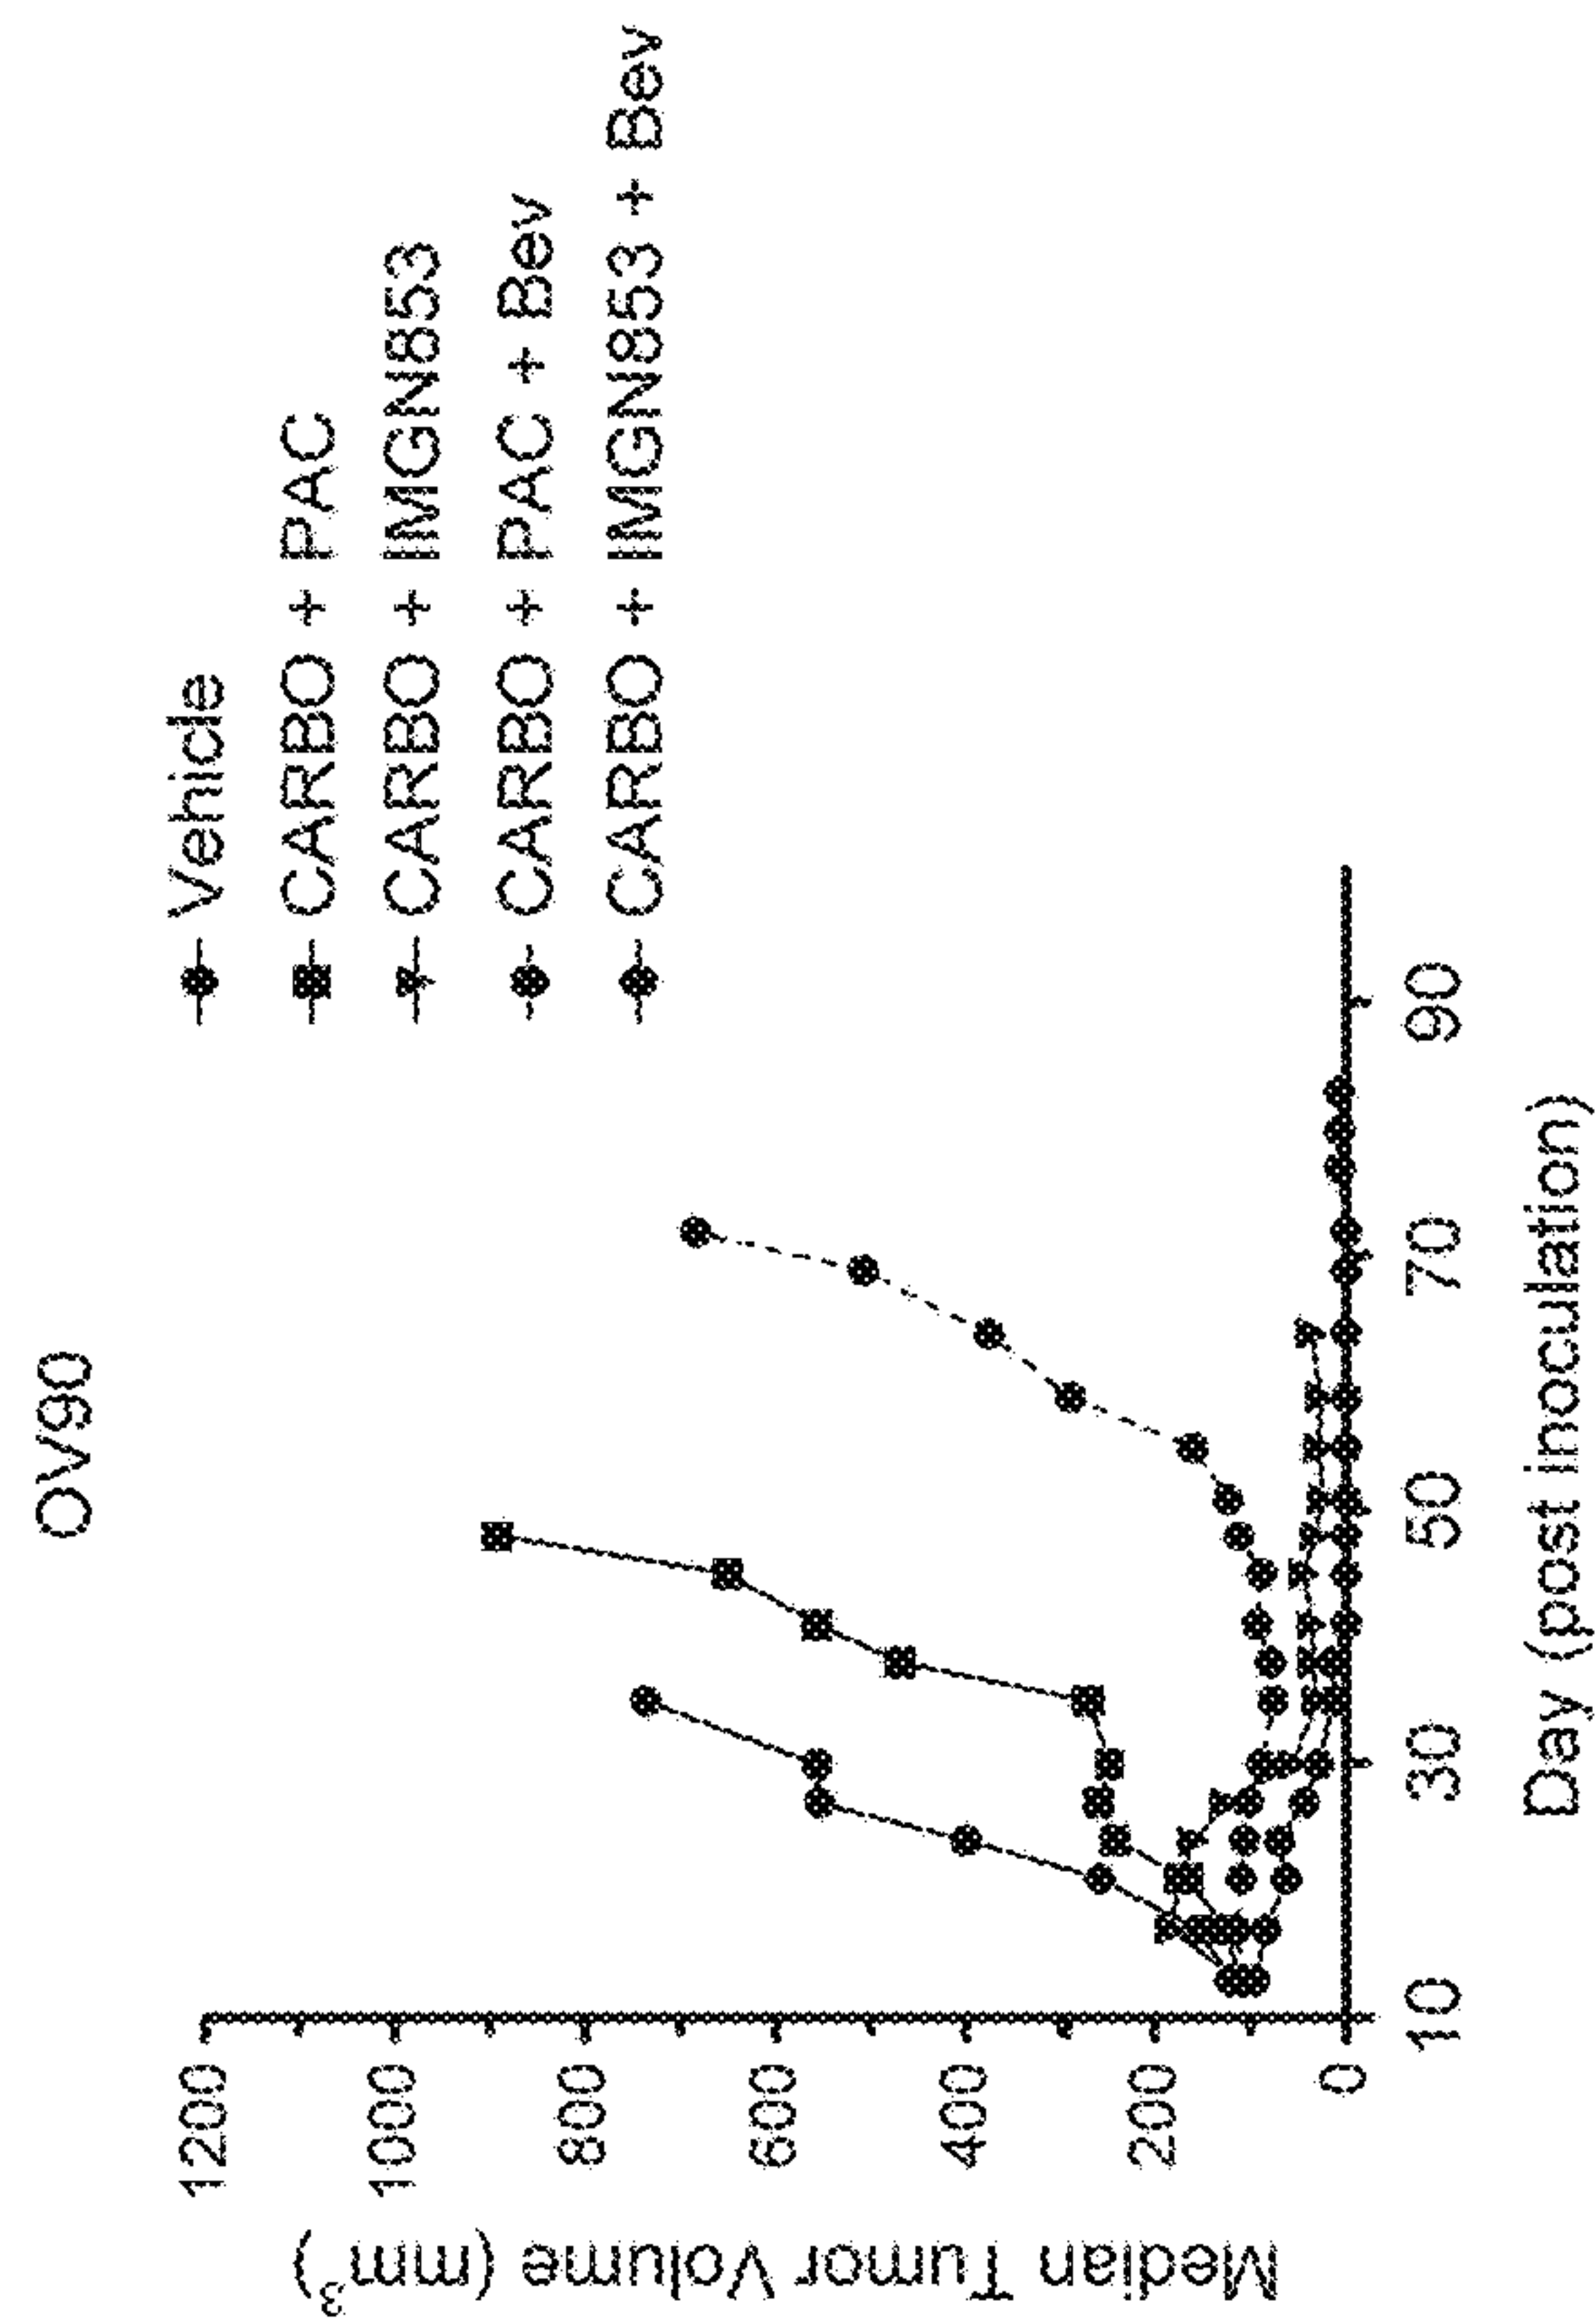 OV90
Vehicle
CARBO + PAC
CARBO + IMGN853
CARBO + PAC + Bev
CARBO + IMGN853 + Bev
Median Tumor Volume (mm3)
1200
1000
800
600
400
200
0
10
30
50
70
90
Day (post inoculation)